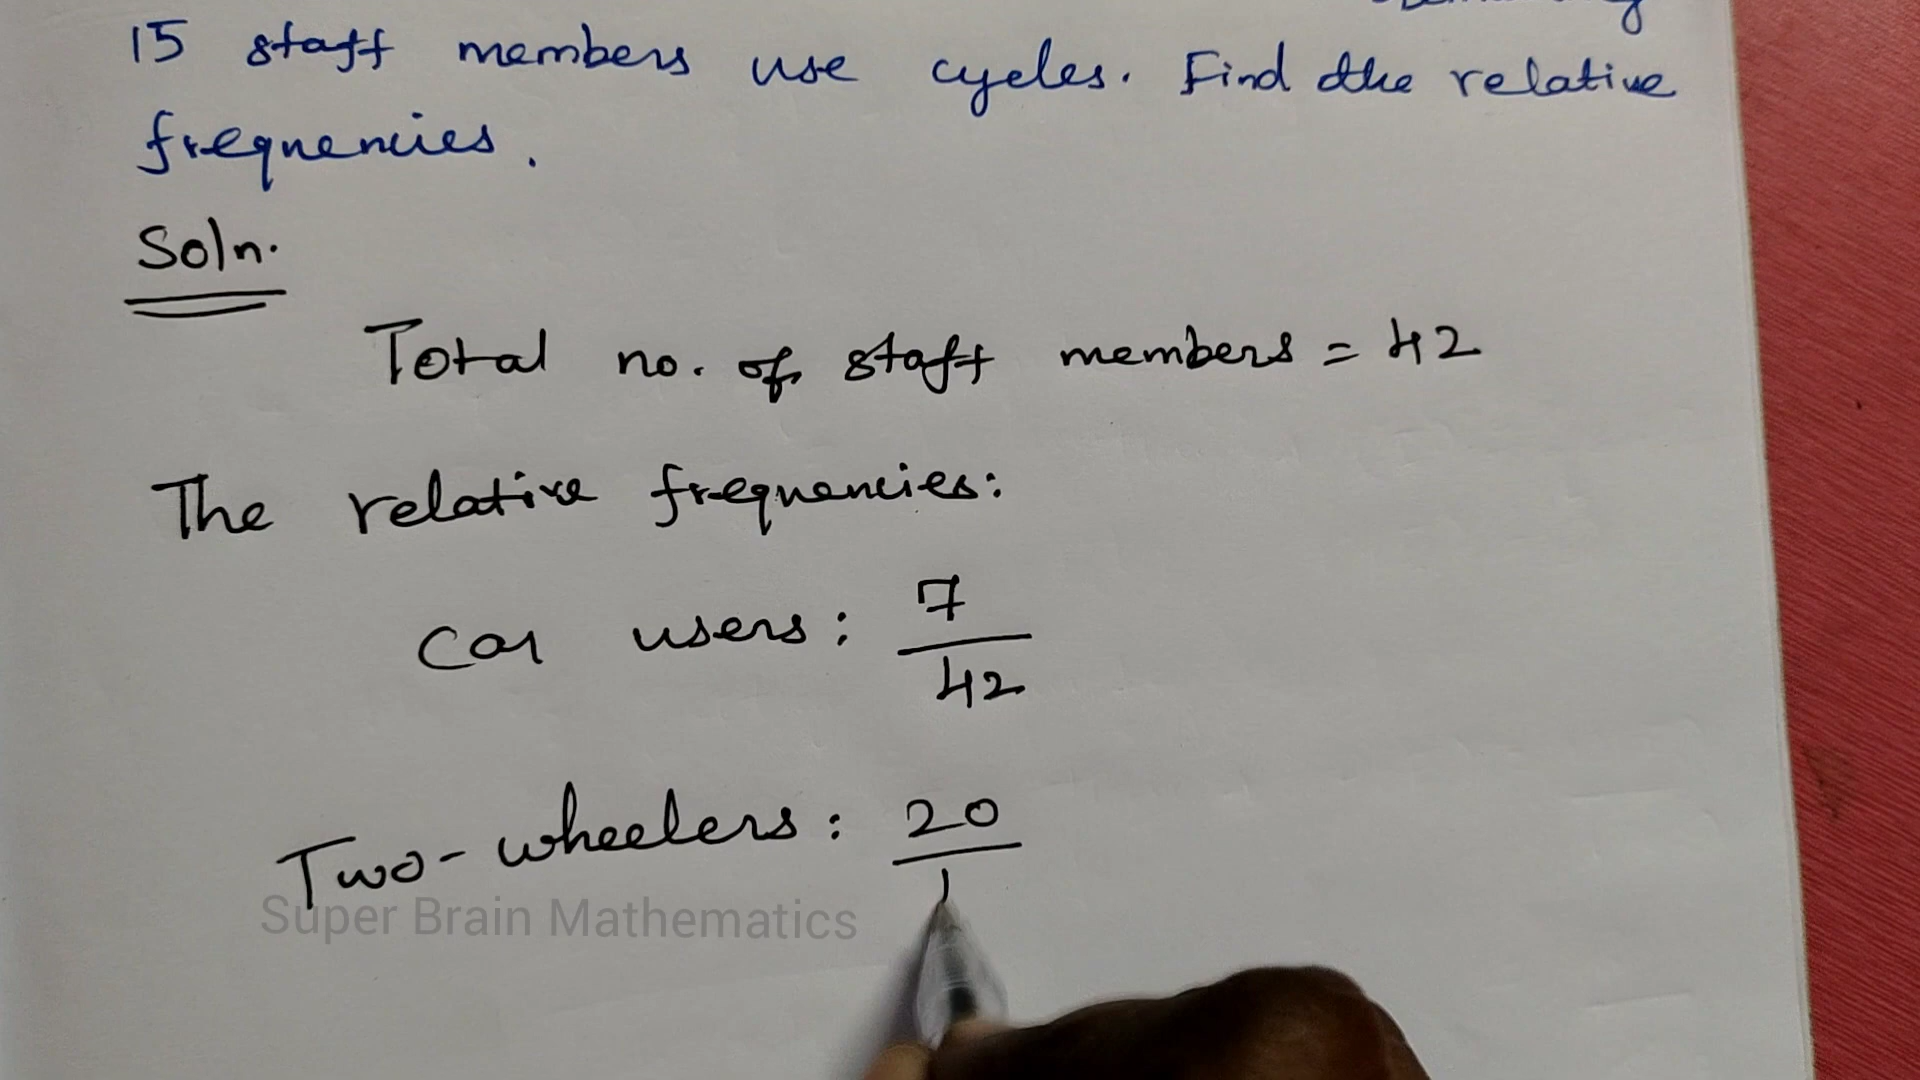 15 staff members use cycles. Find the relative
frequencies.
Soln.
Total no. of staff members = 42
The relative frequencies:
Car users: 7/42
Two-wheelers: 20/
Super Brain Mathematics